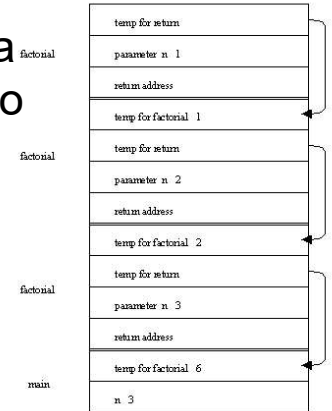 temp for return
a
factorial
parameter n 1
return address
o
temp for factorial 1
temp for return
factorial
parameter n 2
return address
temp for factorial 2
temp for return
factorial
parameter n 3
return address
temp for factorial 6
main
n 3